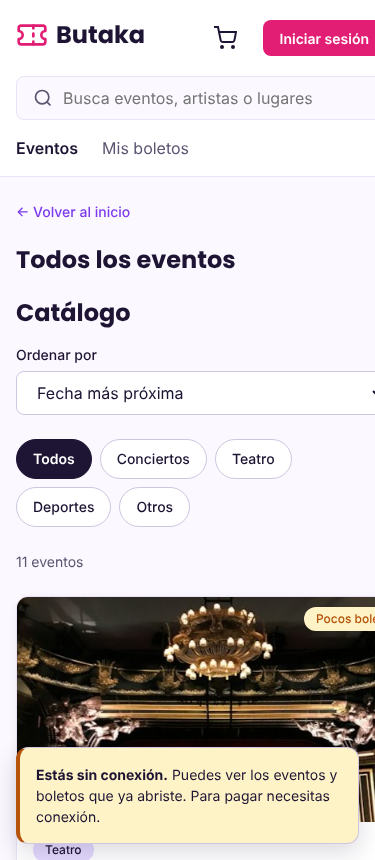 Butaka
Iniciar sesión
Busca eventos, artistas o lugares
Eventos Mis boletos
← Volver al inicio
Todos los eventos
Catálogo
Ordenar por
Fecha más próxima
Todos Conciertos Teatro
Deportes Otros
11 eventos
Pocos
Estás sin conexión. Puedes ver los eventos y
boletos que ya abriste. Para pagar necesitas
conexión.
Teatro